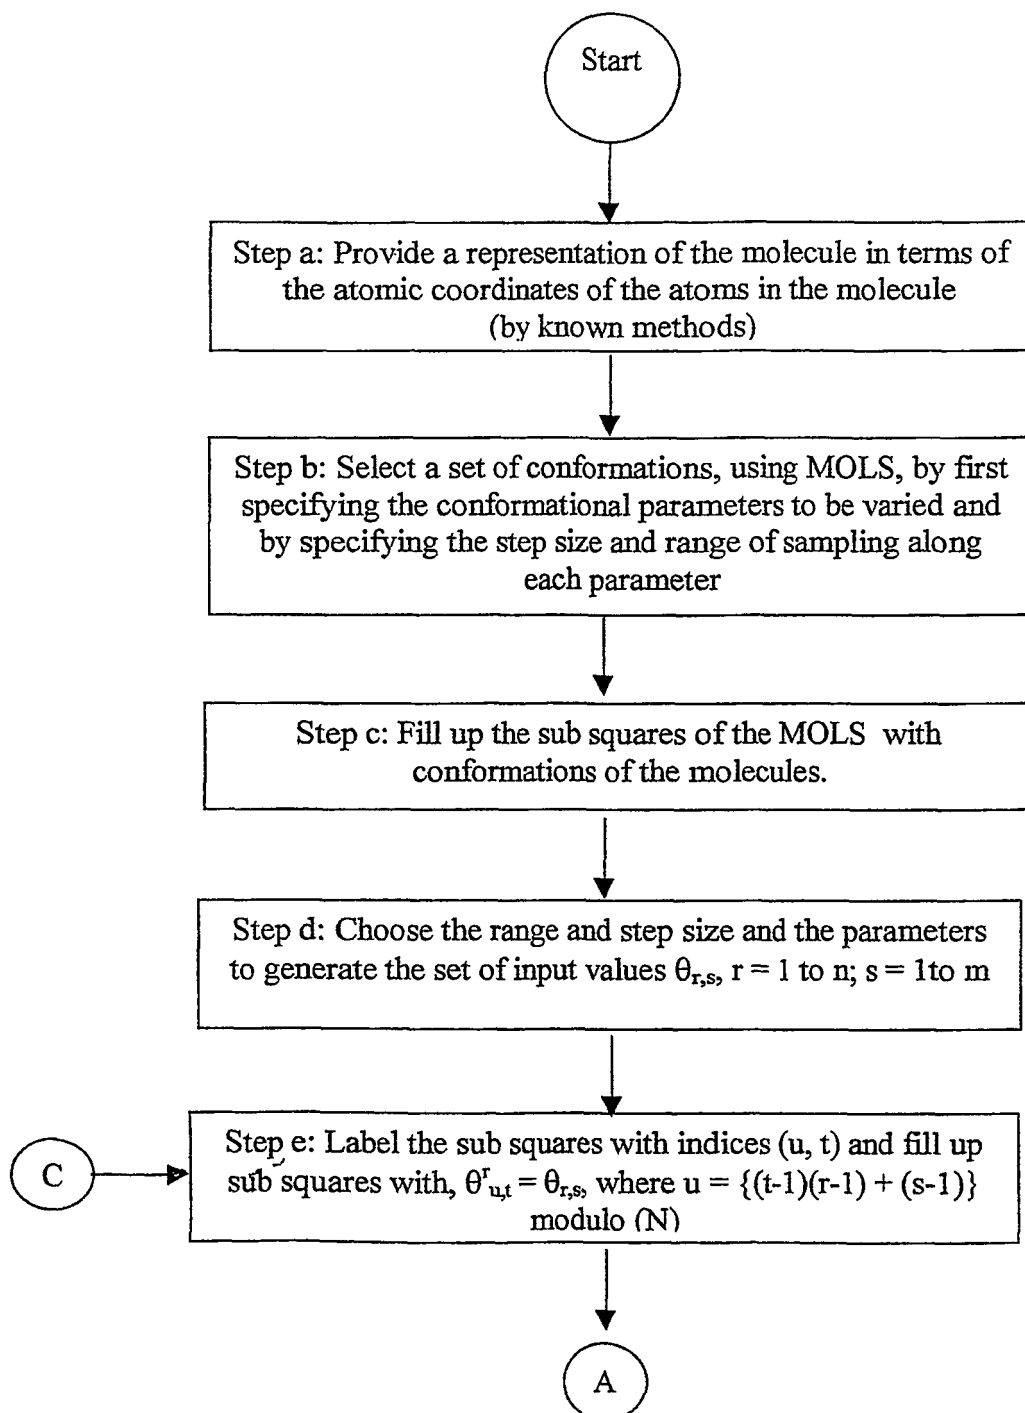 Start
Step a: Provide a representation of the molecule in terms of
the atomic coordinates of the atoms in the molecule
(by known methods)
Step b: Select a set of conformations, using MOLS, by first
specifying the conformational parameters to be varied and
by specifying the step size and range of sampling along
each parameter
Step c: Fill up the sub squares of the MOLS with
conformations of the molecules.
Step d: Choose the range and step size and the parameters
to generate the set of input values θr,s, r = 1 to n; s = 1to m
C
Step e: Label the sub squares with indices (u, t) and fill up
sub squares with, θ^r_u,t = θr,s, where u = {(t-1)(r-1) + (s-1)}
modulo (N)
A